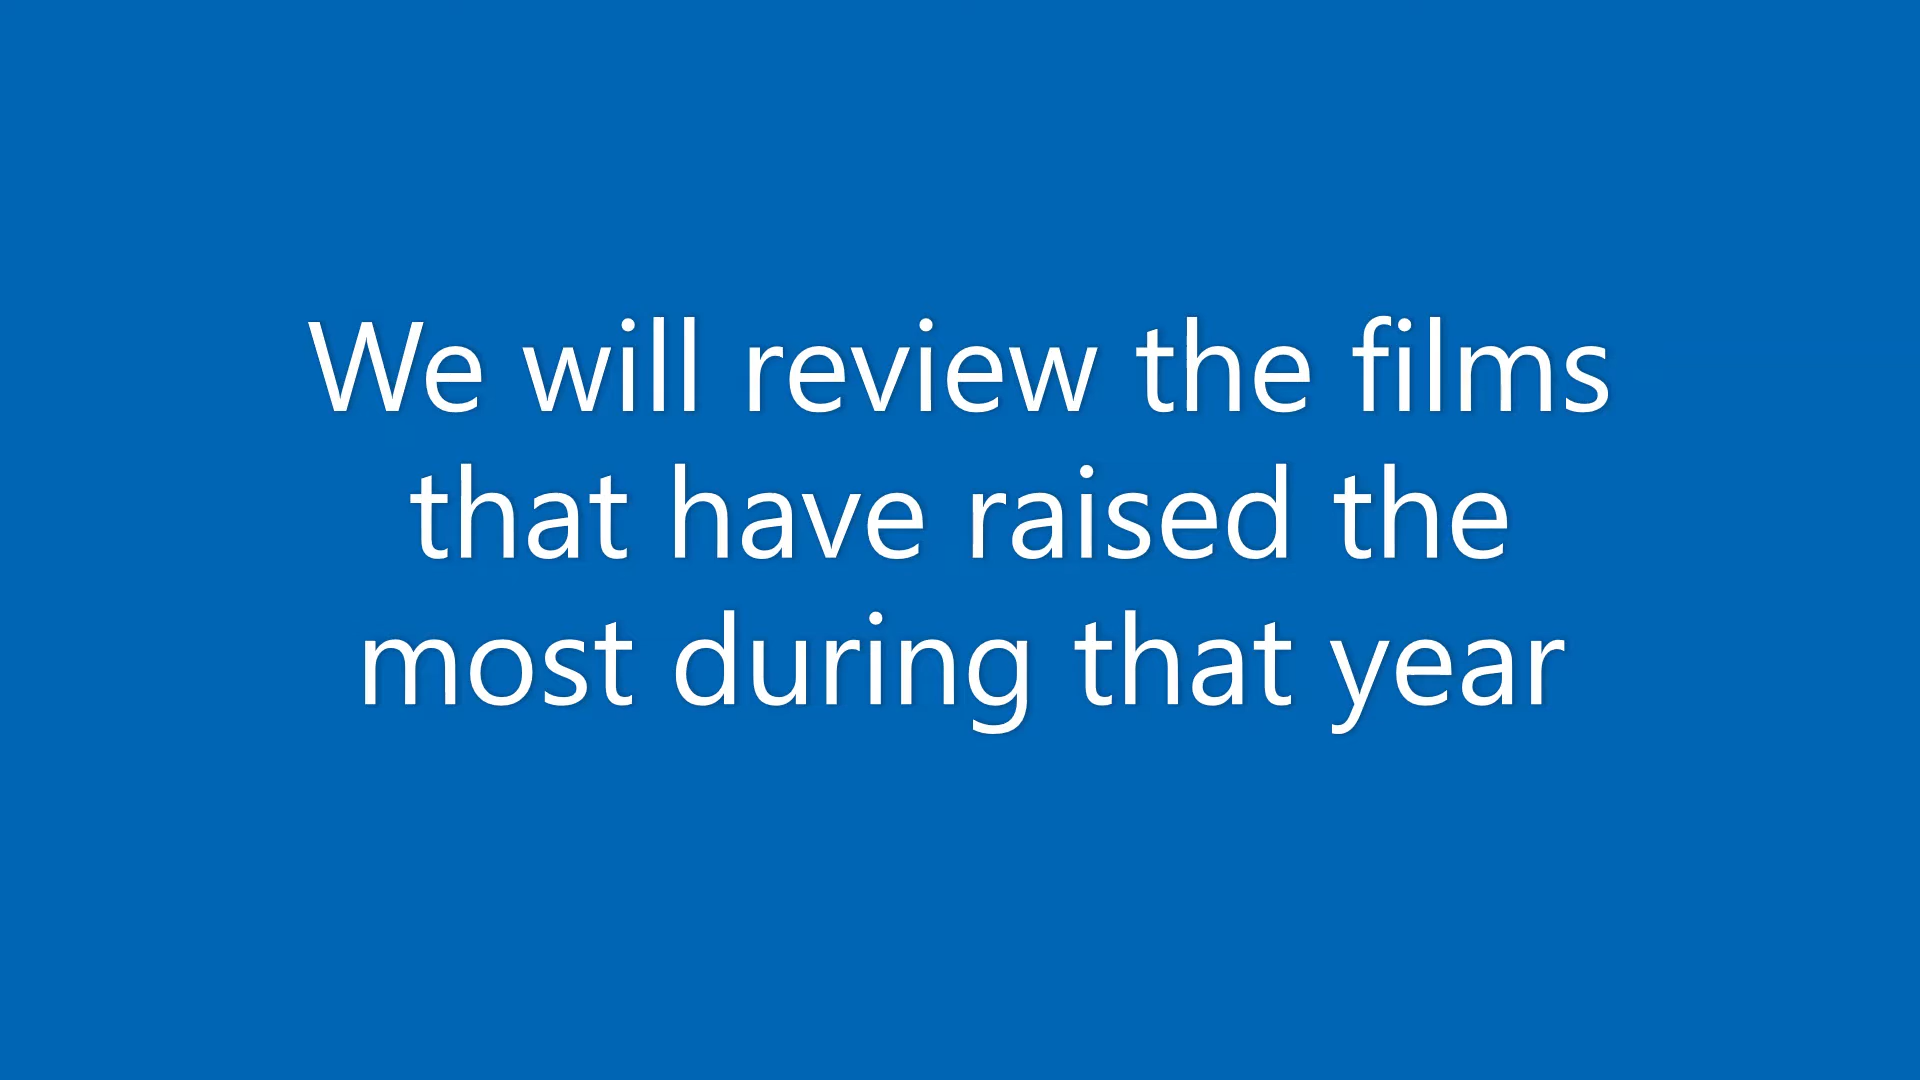 We will review the films
that have raised the
most during that year